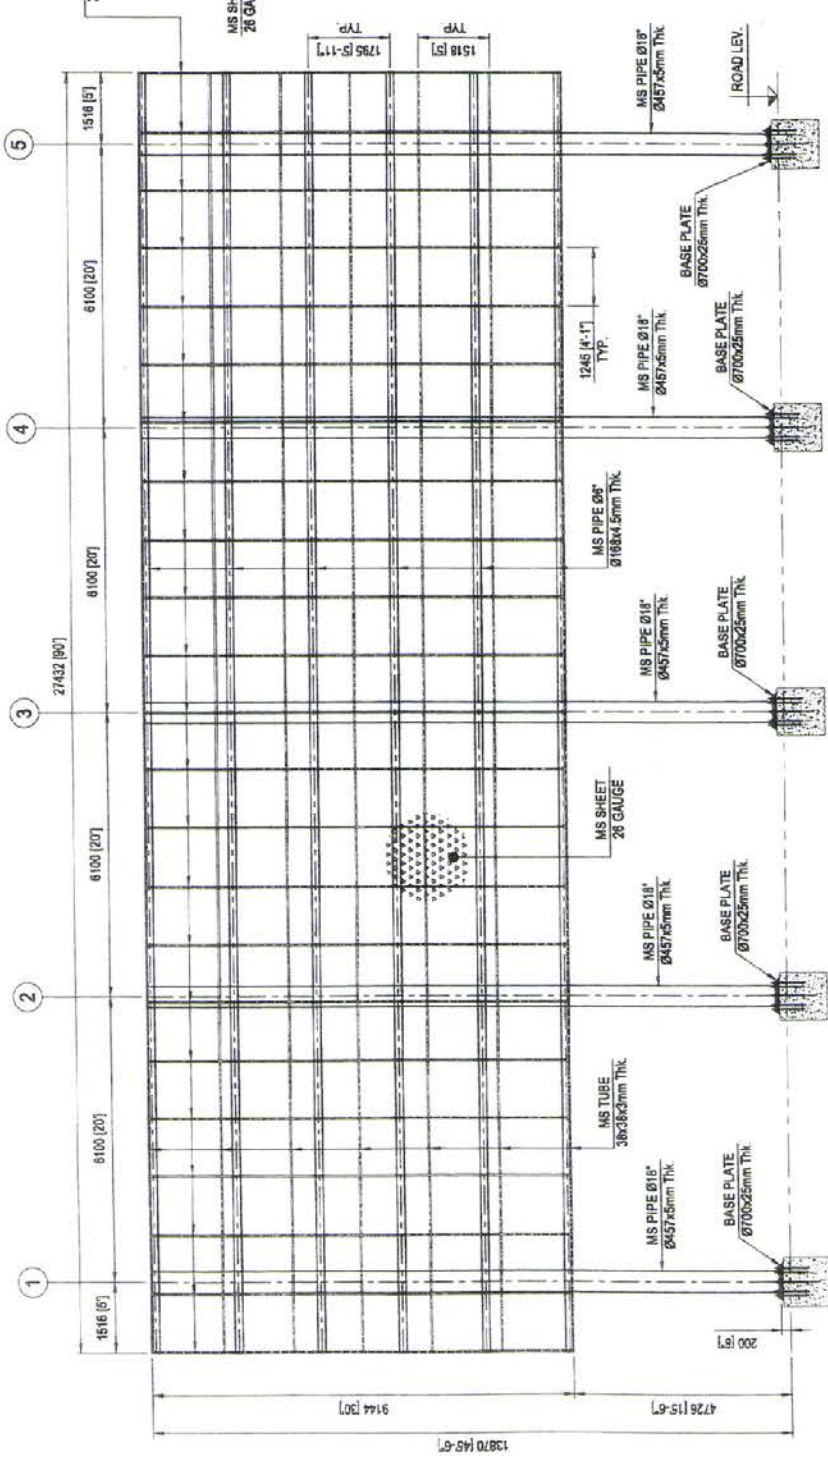 5
4
3
2
1
27432 [90']
1516 [5']
6100 [20']
6100 [20']
6100 [20']
6100 [20']
1516 [5']
MS SH
26 GA
1795 [5'-11"]
TYP.
1518 [5']
TYP
9144 [30']
4726 [15'-6"]
13870 [45'-6"]
200 [8"]
1245 [4'-1"]
TYP.
MS PIPE Ø6"
Ø168x4.5mm Thk.
MS SHEET
26 GAUGE
MS TUBE
38x38x3mm Thk.
MS PIPE Ø18"
Ø457x5mm Thk.
MS PIPE Ø18"
Ø457x5mm Thk.
MS PIPE Ø18"
Ø457x5mm Thk.
MS PIPE Ø18"
Ø457x5mm Thk.
MS PIPE Ø18"
Ø457x5mm Thk.
BASE PLATE
Ø700x25mm Thk.
BASE PLATE
Ø700x25mm Thk.
BASE PLATE
Ø700x25mm Thk.
BASE PLATE
Ø700x25mm Thk.
BASE PLATE
Ø700x25mm Thk.
ROAD LEV.